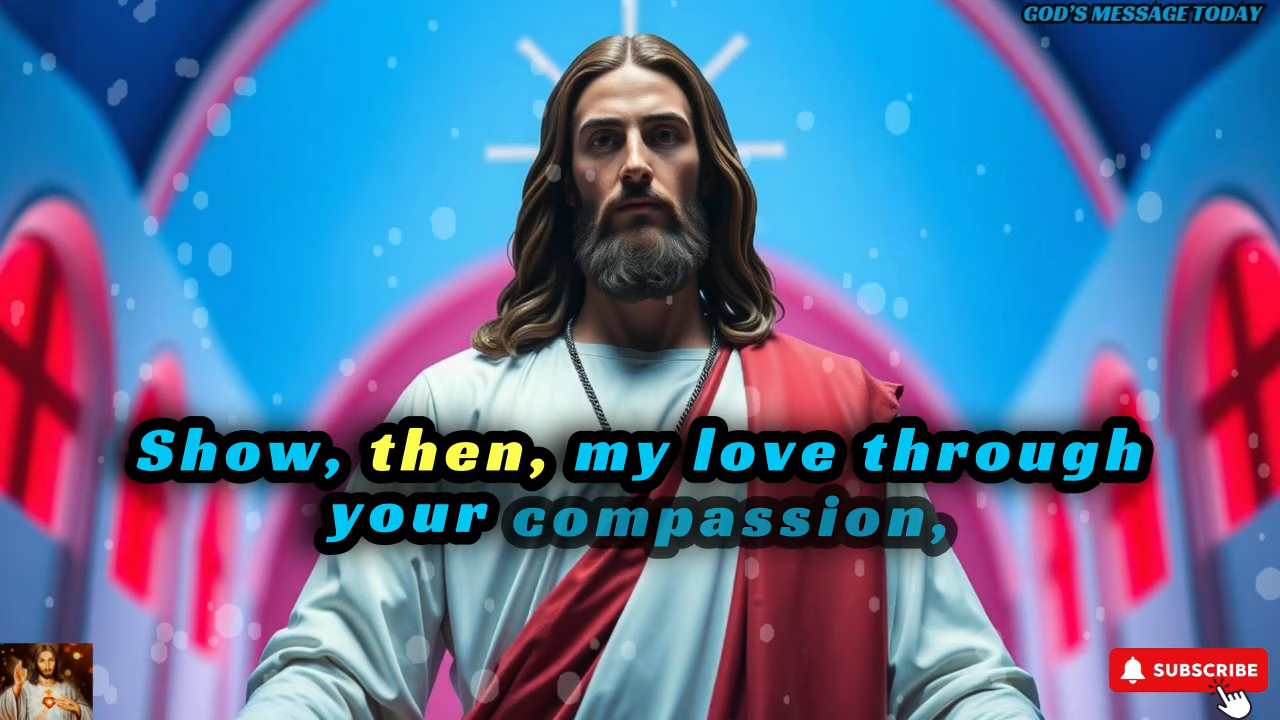 GOD'S MESSAGE TODAY
Show, then, my love through
your compassion,
SUBSCRIBE